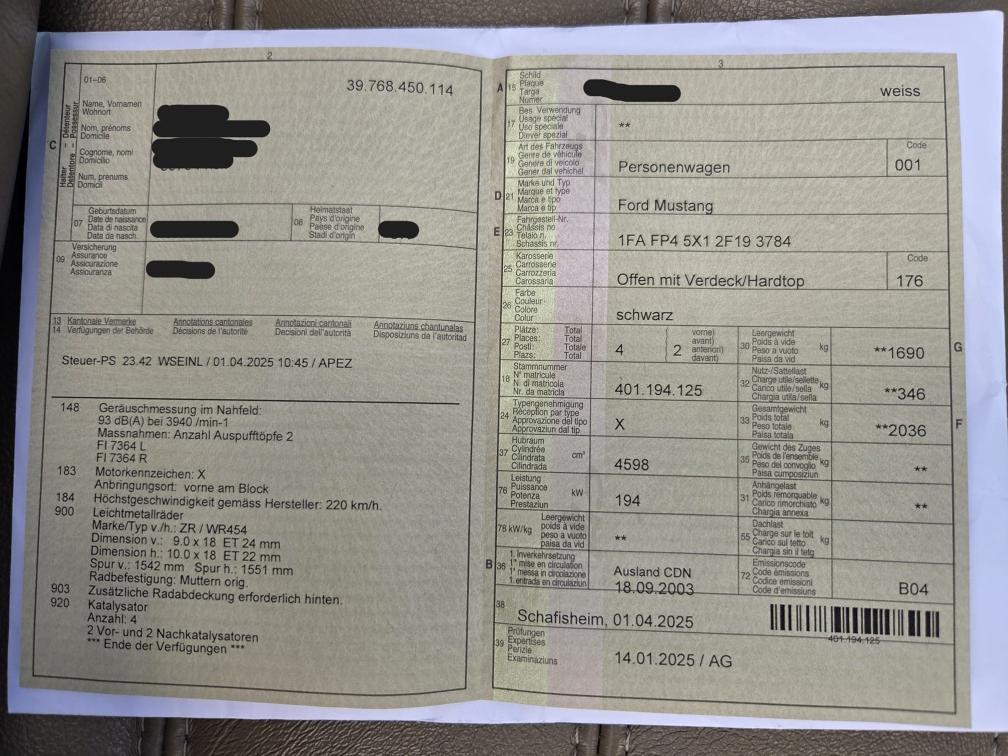 2
01–06
39.768.450.114
C
Halter – Détenteur
Detentore – Possessur
Name, Vornamen
Wohnort
Nom, prénoms
Domicile
Cognome, nomi
Domicilio
Num, prenums
Domicil
07
Geburtsdatum
Date de naissance
Data di nascita
Data da nasch.
08
Heimatstaat
Pays d'origine
Paese d'origine
Stadi d'origin
09
Versicherung
Assurance
Assicurazione
Assicuranza
13 Kantonale Vermerke
14 Verfügungen der Behörde
Annotations cantonales
Décisions de l'autorité
Annotazioni cantonali
Decisioni dell'autorità
Annotaziuns chantunalas
Disposiziuns da l'autoritad
Steuer-PS 23.42 WSEINL / 01.04.2025 10:45 / APEZ
148 Geräuschmessung im Nahfeld:
93 dB(A) bei 3940 /min-1
Massnahmen: Anzahl Auspufftöpfe 2
FI 7364 L
FI 7364 R
183 Motorkennzeichen: X
Anbringungsort: vorne am Block
184 Höchstgeschwindigkeit gemäss Hersteller: 220 km/h.
900 Leichtmetallräder
Marke/Typ v./h.: ZR / WR454
Dimension v.: 9.0 x 18 ET 24 mm
Dimension h.: 10.0 x 18 ET 22 mm
Spur v.: 1542 mm Spur h.: 1551 mm
Radbefestigung: Muttern orig.
903 Zusätzliche Radabdeckung erforderlich hinten.
920 Katalysator
Anzahl: 4
2 Vor- und 2 Nachkatalysatoren
*** Ende der Verfügungen ***
3
A 15
Schild
Plaque
Targa
Numer
weiss
17
Bes. Verwendung
Usage spécial
Uso speciale
Diever spezial
**
19
Art des Fahrzeugs
Genre de véhicule
Genere di veicolo
Gener dal vehichel
Personenwagen
Code
001
D 21
Marke und Typ
Marque et type
Marca e tipo
Marca e tip
Ford Mustang
E 23
Fahrgestell-Nr.
Châssis no
Telaio n.
Schassis nr.
1FA FP4 5X1 2F19 3784
25
Karosserie
Carrosserie
Carrozzeria
Carossaria
Offen mit Verdeck/Hardtop
Code
176
26
Farbe
Couleur
Colore
Colur
schwarz
27
Plätze: Total
Places: Total
Posti: Totale
Plazs: Total
4
( 2
vorne)
avant)
anteriori)
davant)
30
Leergewicht
Poids à vide
Peso a vuoto
Paisa da vid
kg
**1690
G
18
Stammnummer
N° matricule
N. di matricola
Nr. da matricla
401.194.125
32
Nutz-/Sattellast
Charge utile/sellette
Carico utile/sella
Chargia utila/sella
kg
**346
24
Typengenehmigung
Réception par type
Approvazione del tipo
Approvaziun dal tip
X
33
Gesamtgewicht
Poids total
Peso totale
Paisa totala
kg
**2036
F
37
Hubraum
Cylindrée
Cilindrata
Cilindrada
cm³
4598
35
Gewicht des Zuges
Poids de l'ensemble
Peso del convoglio
Paisa cumposiziun
kg
**
76
Leistung
Puissance
Potenza
Prestaziun
kW
194
31
Anhängelast
Poids remorquable
Carico rimorchiato
Chargia annexa
kg
**
78 kW/kg
Leergewicht
poids à vide
peso a vuoto
paisa da vid
**
55
Dachlast
Charge sur le toit
Carico sul tetto
Chargia sin il tetg
kg
B 36
1. Inverkehrsetzung
1re mise en circulation
1a messa in circolazione
1. entrada en circulaziun
Ausland CDN
18.09.2003
72
Emissionscode
Code émissions
Codice emissioni
Code d'emissiuns
B04
38
Schafisheim, 01.04.2025
401.194.125
39
Prüfungen
Expertises
Perizie
Examinaziuns
14.01.2025 / AG